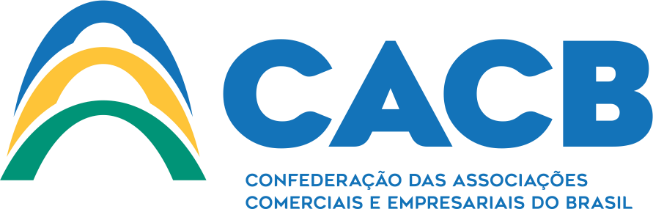 CACB
CONFEDERAÇÃO DAS ASSOCIAÇÕES
COMERCIAIS E EMPRESARIAIS DO BRASIL